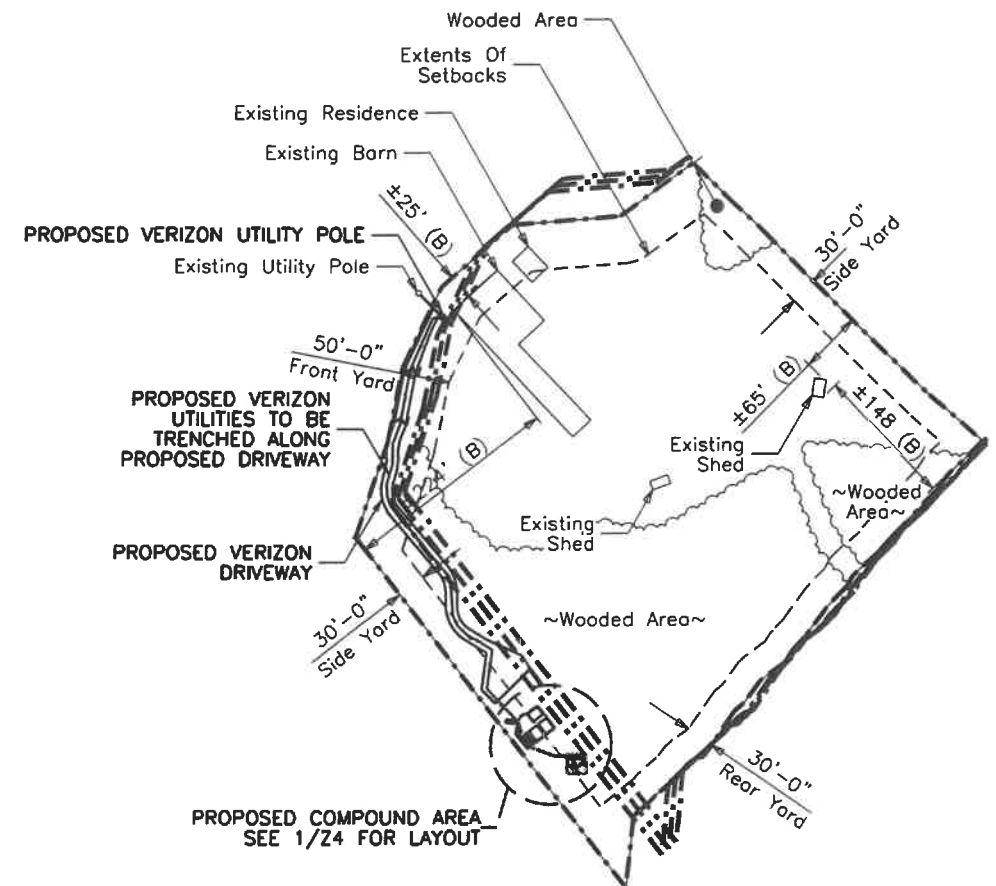 Wooded Area
Extents Of
Setbacks
Existing Residence
Existing Barn
±25' (B)
PROPOSED VERIZON UTILITY POLE
Existing Utility Pole
30'-0"
Side Yard
50'-0"
Front Yard
PROPOSED VERIZON
UTILITIES TO BE
TRENCHED ALONG
PROPOSED DRIVEWAY
±65' (B)
±148 (B)
Existing
Shed
(B)
~Wooded
Area~
Existing
Shed
PROPOSED VERIZON
DRIVEWAY
30'-0"
Side Yard
~Wooded Area~
30'-0"
Rear Yard
PROPOSED COMPOUND AREA
SEE 1/Z4 FOR LAYOUT